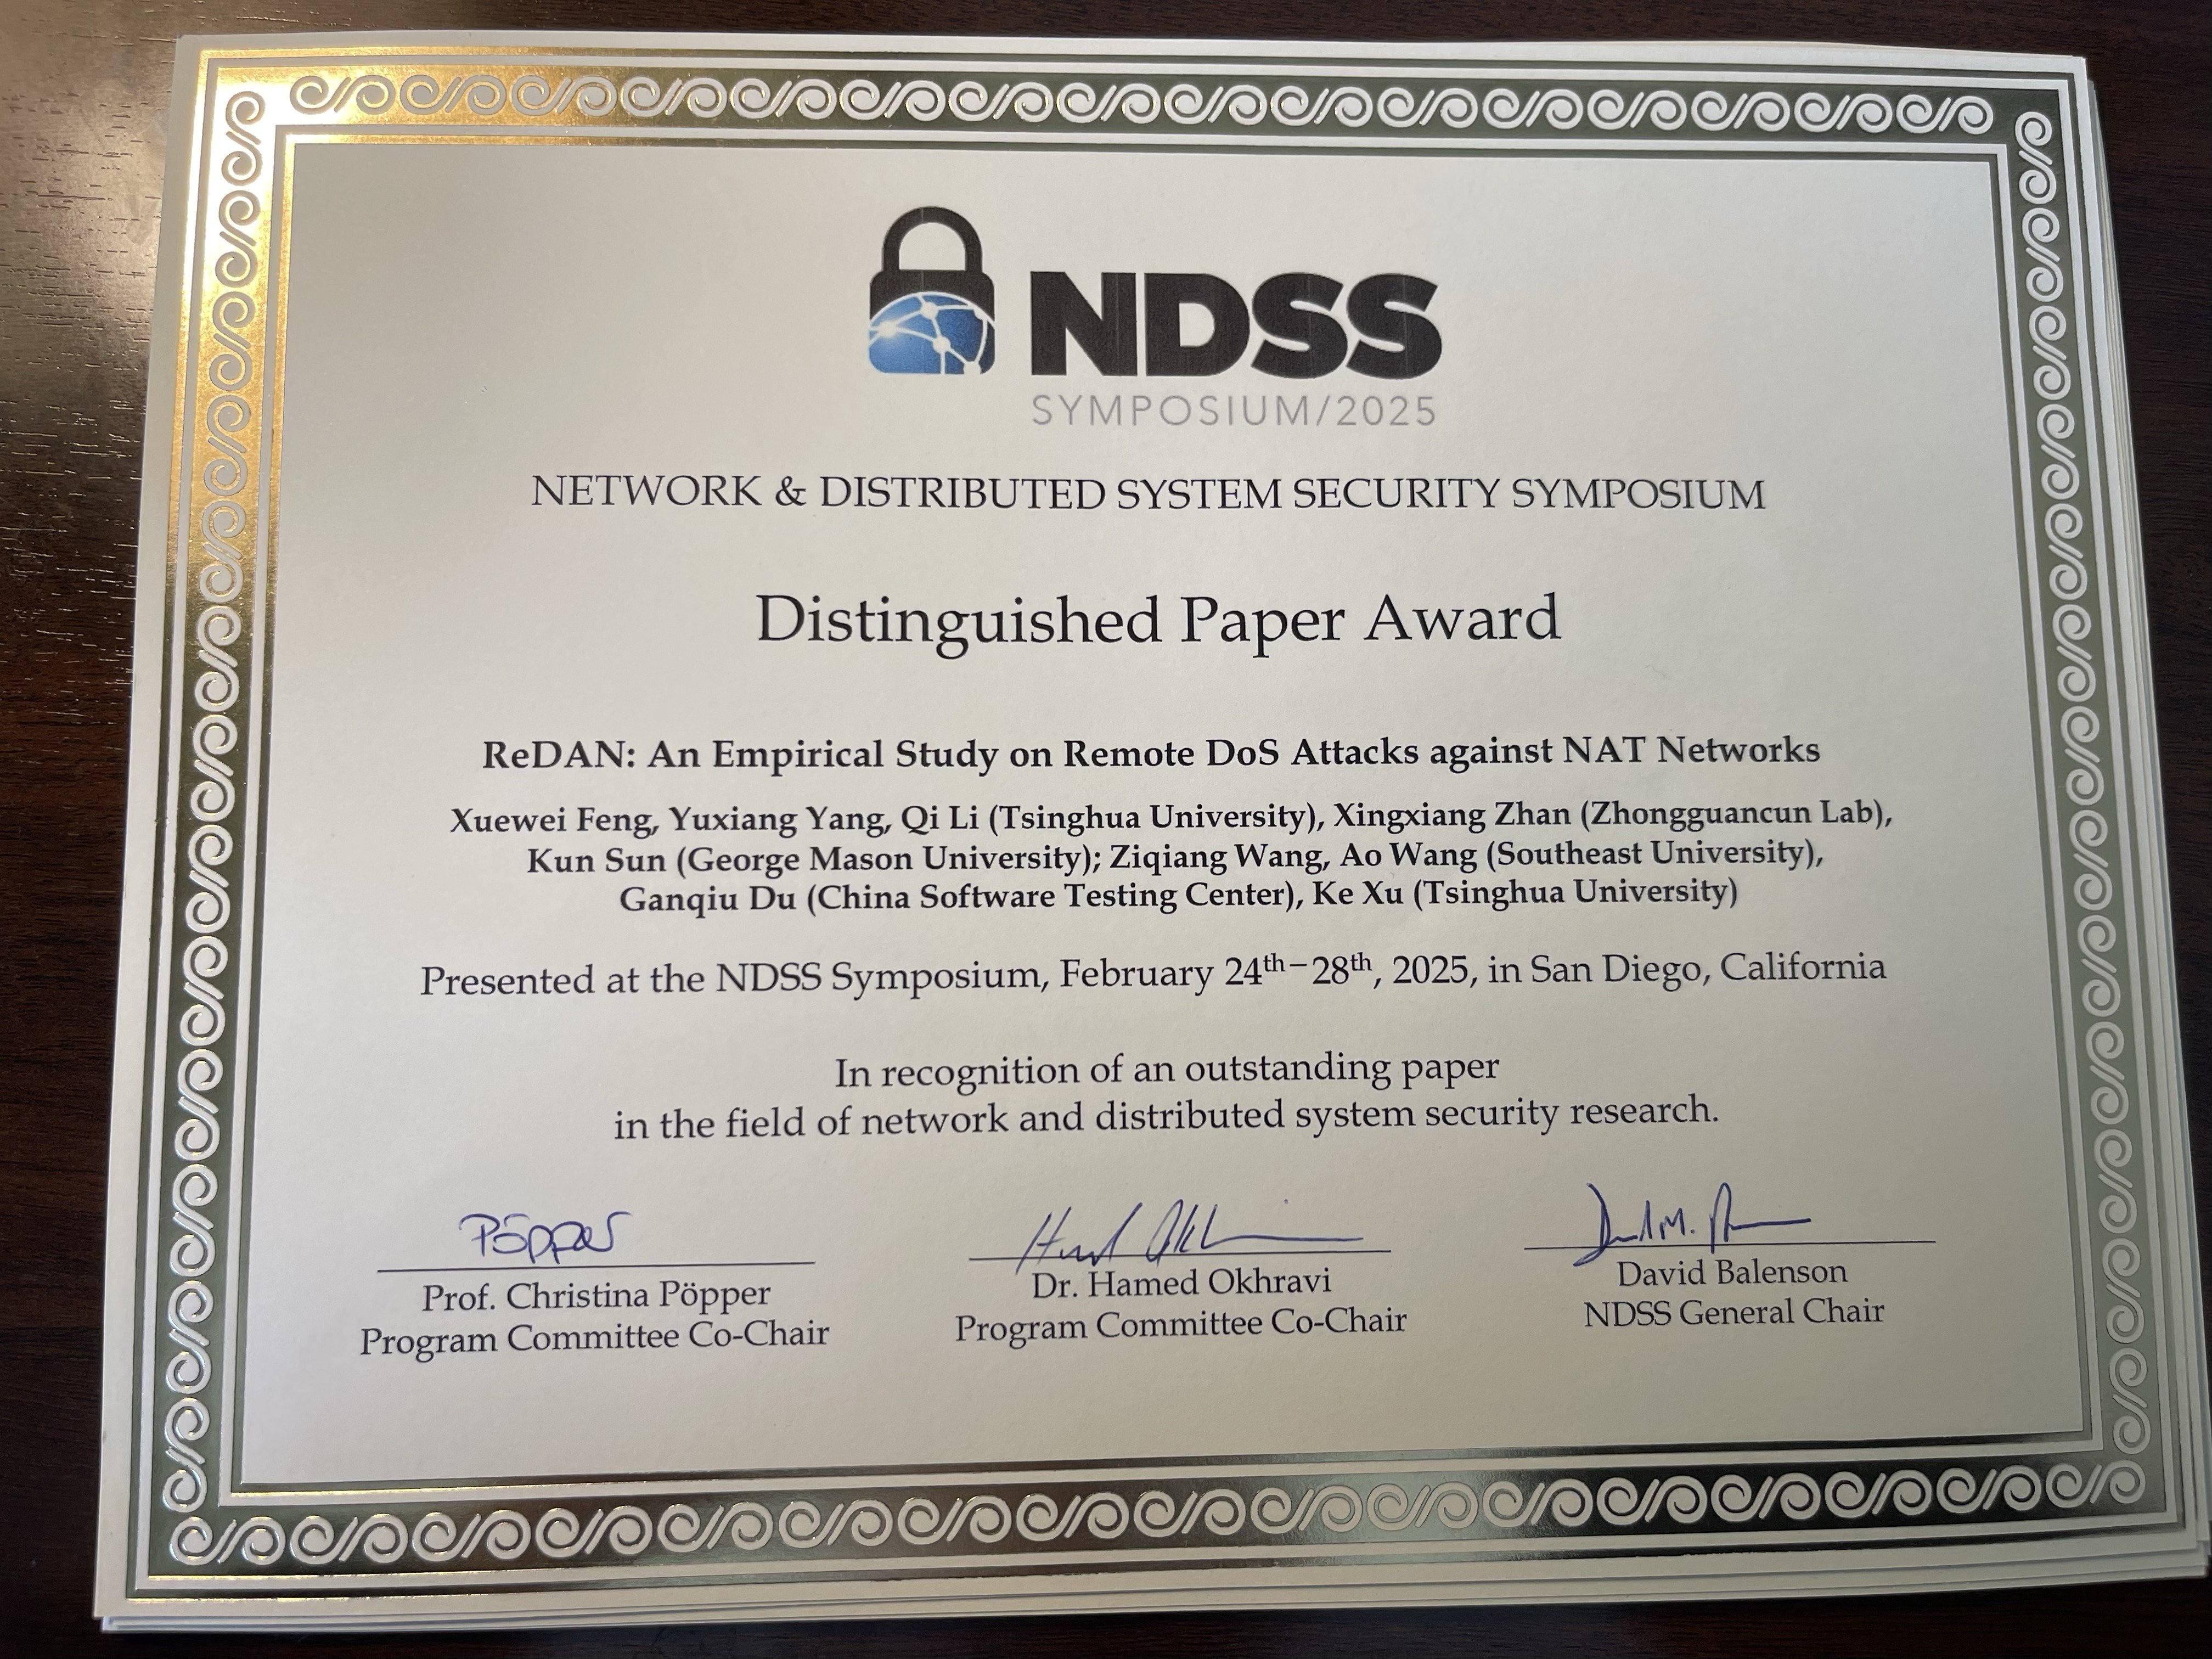 NDSS
SYMPOSIUM/2025
NETWORK & DISTRIBUTED SYSTEM SECURITY SYMPOSIUM
Distinguished Paper Award
ReDAN: An Empirical Study on Remote DoS Attacks against NAT Networks
Xuewei Feng, Yuxiang Yang, Qi Li (Tsinghua University), Xingxiang Zhan (Zhongguancun Lab),
Kun Sun (George Mason University); Ziqiang Wang, Ao Wang (Southeast University),
Ganqiu Du (China Software Testing Center), Ke Xu (Tsinghua University)
Presented at the NDSS Symposium, February 24th–28th, 2025, in San Diego, California
In recognition of an outstanding paper
in the field of network and distributed system security research.
Pöpper
Prof. Christina Pöpper
Program Committee Co-Chair
Dr. Hamed Okhravi
Program Committee Co-Chair
David Balenson
NDSS General Chair